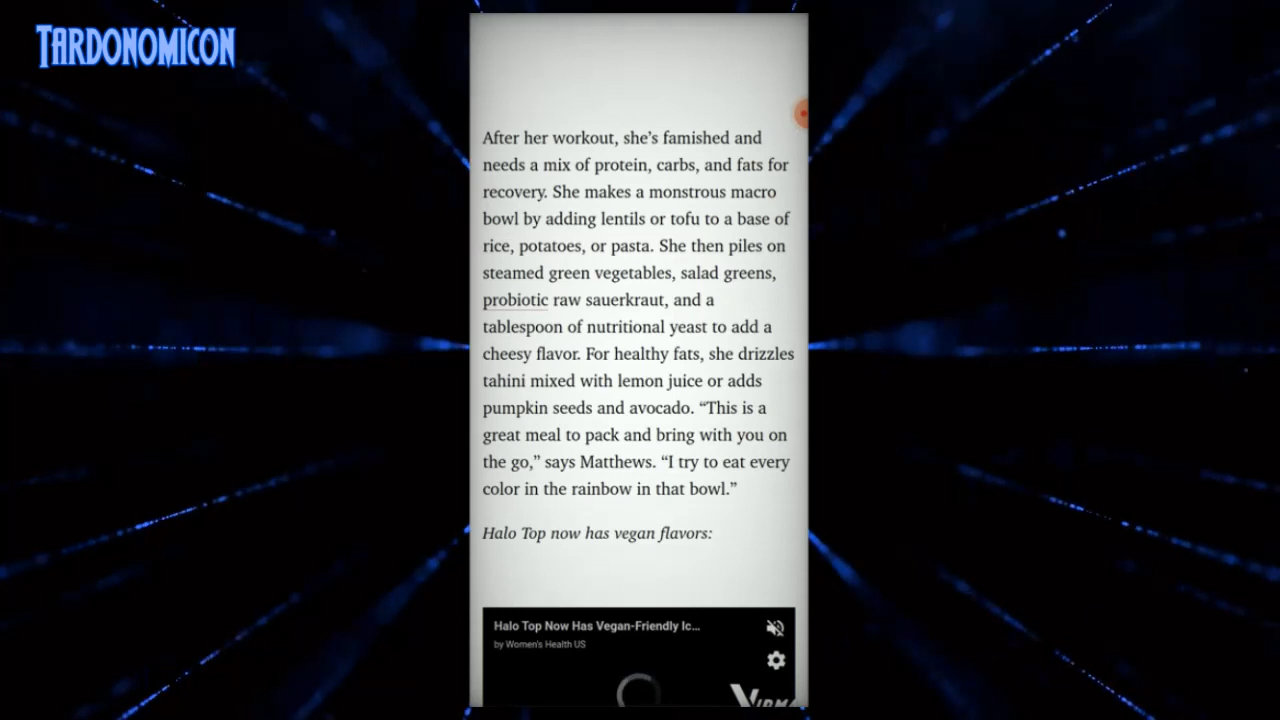 TARDONOMICON
After her workout, she’s famished and
needs a mix of protein, carbs, and fats for
recovery. She makes a monstrous macro
bowl by adding lentils or tofu to a base of
rice, potatoes, or pasta. She then piles on
steamed green vegetables, salad greens,
probiotic raw sauerkraut, and a
tablespoon of nutritional yeast to add a
cheesy flavor. For healthy fats, she drizzles
tahini mixed with lemon juice or adds
pumpkin seeds and avocado. “This is a
great meal to pack and bring with you on
the go,” says Matthews. “I try to eat every
color in the rainbow in that bowl.”
Halo Top now has vegan flavors:
Halo Top Now Has Vegan-Friendly Ic...
by Women's Health US